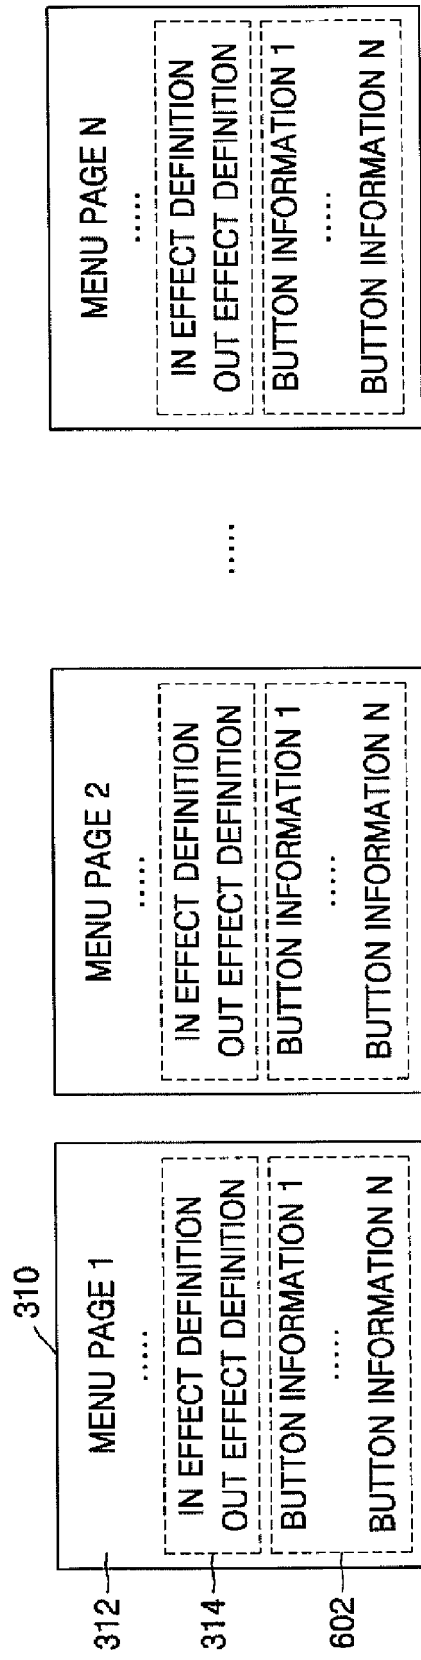 310
312
314
602
MENU PAGE 1
.....
IN EFFECT DEFINITION
OUT EFFECT DEFINITION
BUTTON INFORMATION 1
.....
BUTTON INFORMATION N
MENU PAGE 2
.....
IN EFFECT DEFINITION
OUT EFFECT DEFINITION
BUTTON INFORMATION 1
.....
BUTTON INFORMATION N
.....
MENU PAGE N
.....
IN EFFECT DEFINITION
OUT EFFECT DEFINITION
BUTTON INFORMATION 1
.....
BUTTON INFORMATION N